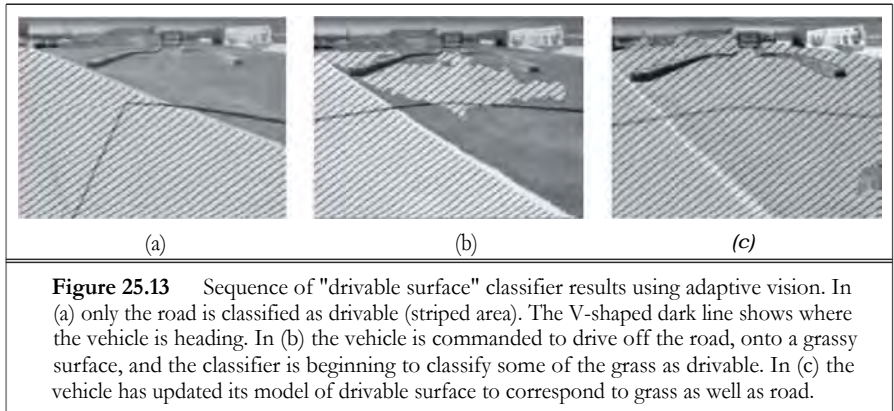 (a)
(b)
(c)
Figure 25.13 Sequence of "drivable surface" classifier results using adaptive vision. In
(a) only the road is classified as drivable (striped area). The V-shaped dark line shows where
the vehicle is heading. In (b) the vehicle is commanded to drive off the road, onto a grassy
surface, and the classifier is beginning to classify some of the grass as drivable. In (c) the
vehicle has updated its model of drivable surface to correspond to grass as well as road.